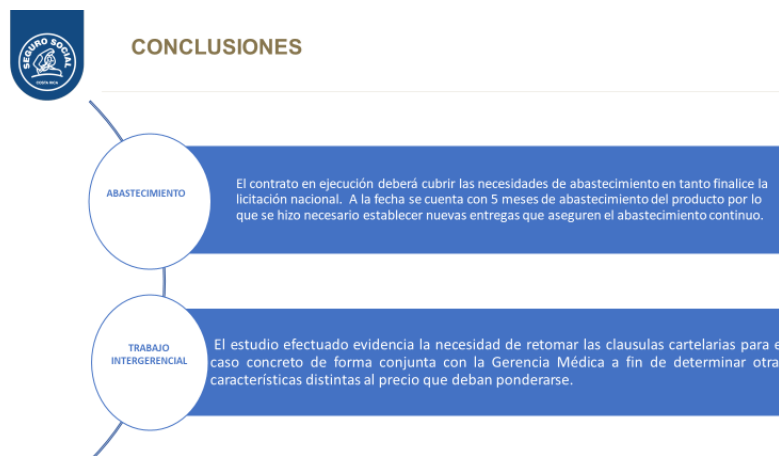 SEGURO SOCIAL
COSTA RICA
CONCLUSIONES
ABASTECIMIENTO
El contrato en ejecución deberá cubrir las necesidades de abastecimiento en tanto finalice la
licitación nacional. A la fecha se cuenta con 5 meses de abastecimiento del producto por lo
que se hizo necesario establecer nuevas entregas que aseguren el abastecimiento continuo.
TRABAJO
INTERGERENCIAL
El estudio efectuado evidencia la necesidad de retomar las clausulas cartelarias para e
caso concreto de forma conjunta con la Gerencia Médica a fin de determinar otra
características distintas al precio que deban ponderarse.